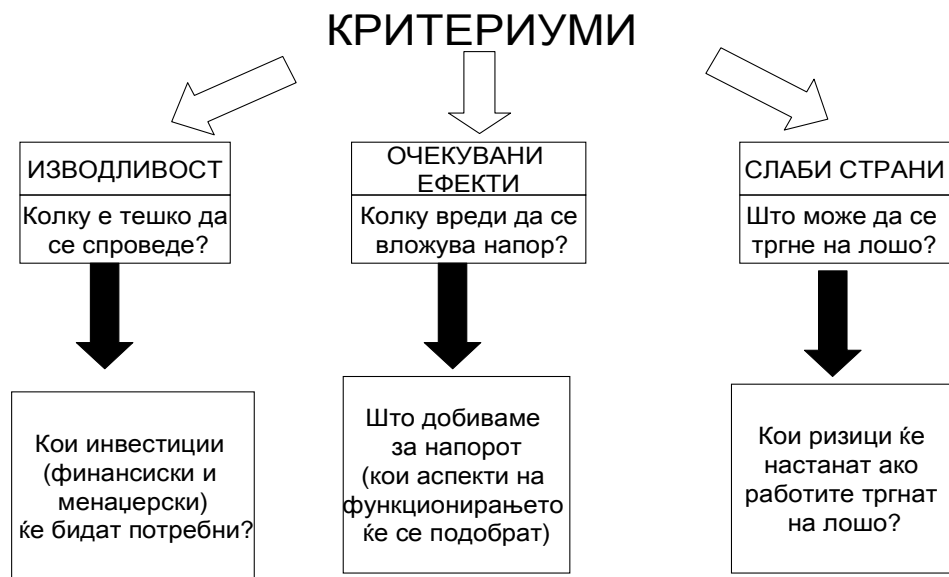 КРИТЕРИУМИ
ИЗВОДЛИВОСТ
Колку е тешко да
се спроведе?
ОЧЕКУВАНИ
ЕФЕКТИ
Колку вреди да се
вложува напор?
СЛАБИ СТРАНИ
Што може да се
тргне на лошо?
Кои инвестиции
(финансиски и
менаџерски)
ќе бидат потребни?
Што добиваме
за напорот
(кои аспекти на
функционирањето
ќе се подобрат)
Кои ризици ќе
настанат ако
работите тргнат
на лошо?